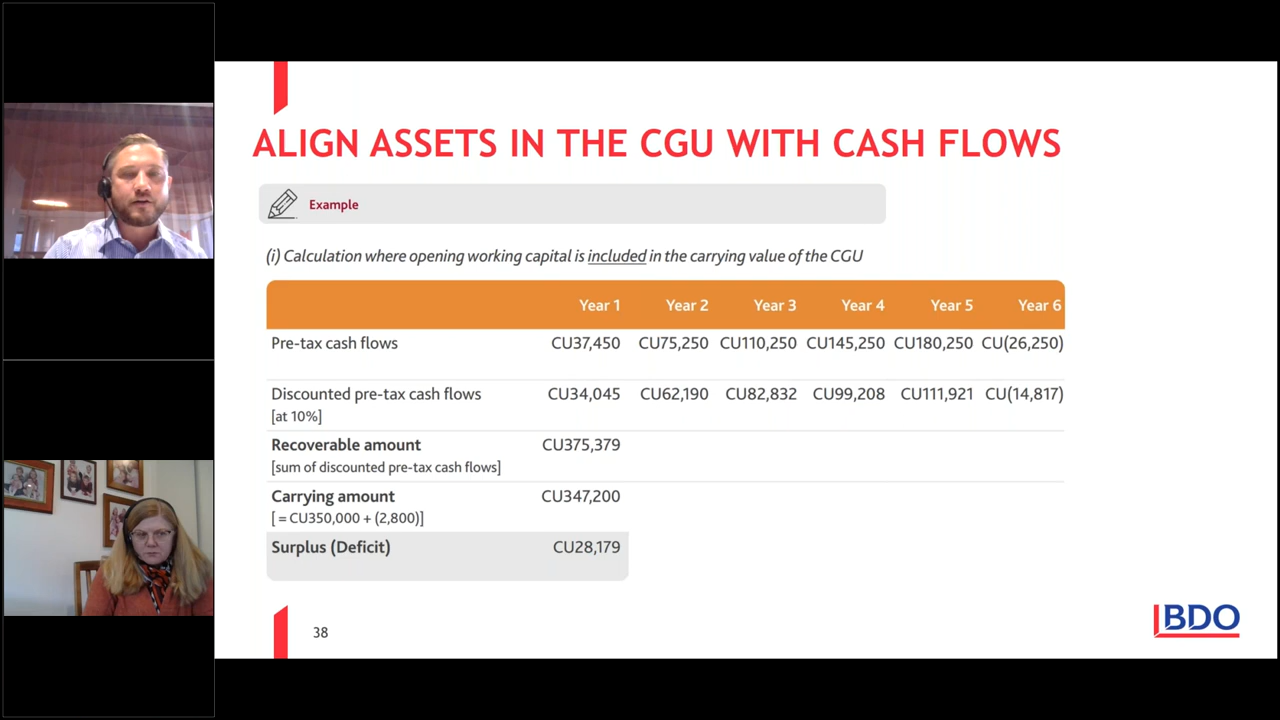 ALIGN ASSETS IN THE CGU WITH CASH FLOWS
Example
(i) Calculation where opening working capital is included in the carrying value of the CGU
Year 1 Year 2 Year 3 Year 4 Year 5 Year 6
Pre-tax cash flows CU37,450 CU75,250 CU110,250 CU145,250 CU180,250 CU(26,250)
Discounted pre-tax cash flows CU34,045 CU62,190 CU82,832 CU99,208 CU111,921 CU(14,817)
[at 10%]
Recoverable amount CU375,379
[sum of discounted pre-tax cash flows]
Carrying amount CU347,200
[ = CU350,000 + (2,800)]
Surplus (Deficit) CU28,179
38
BDO